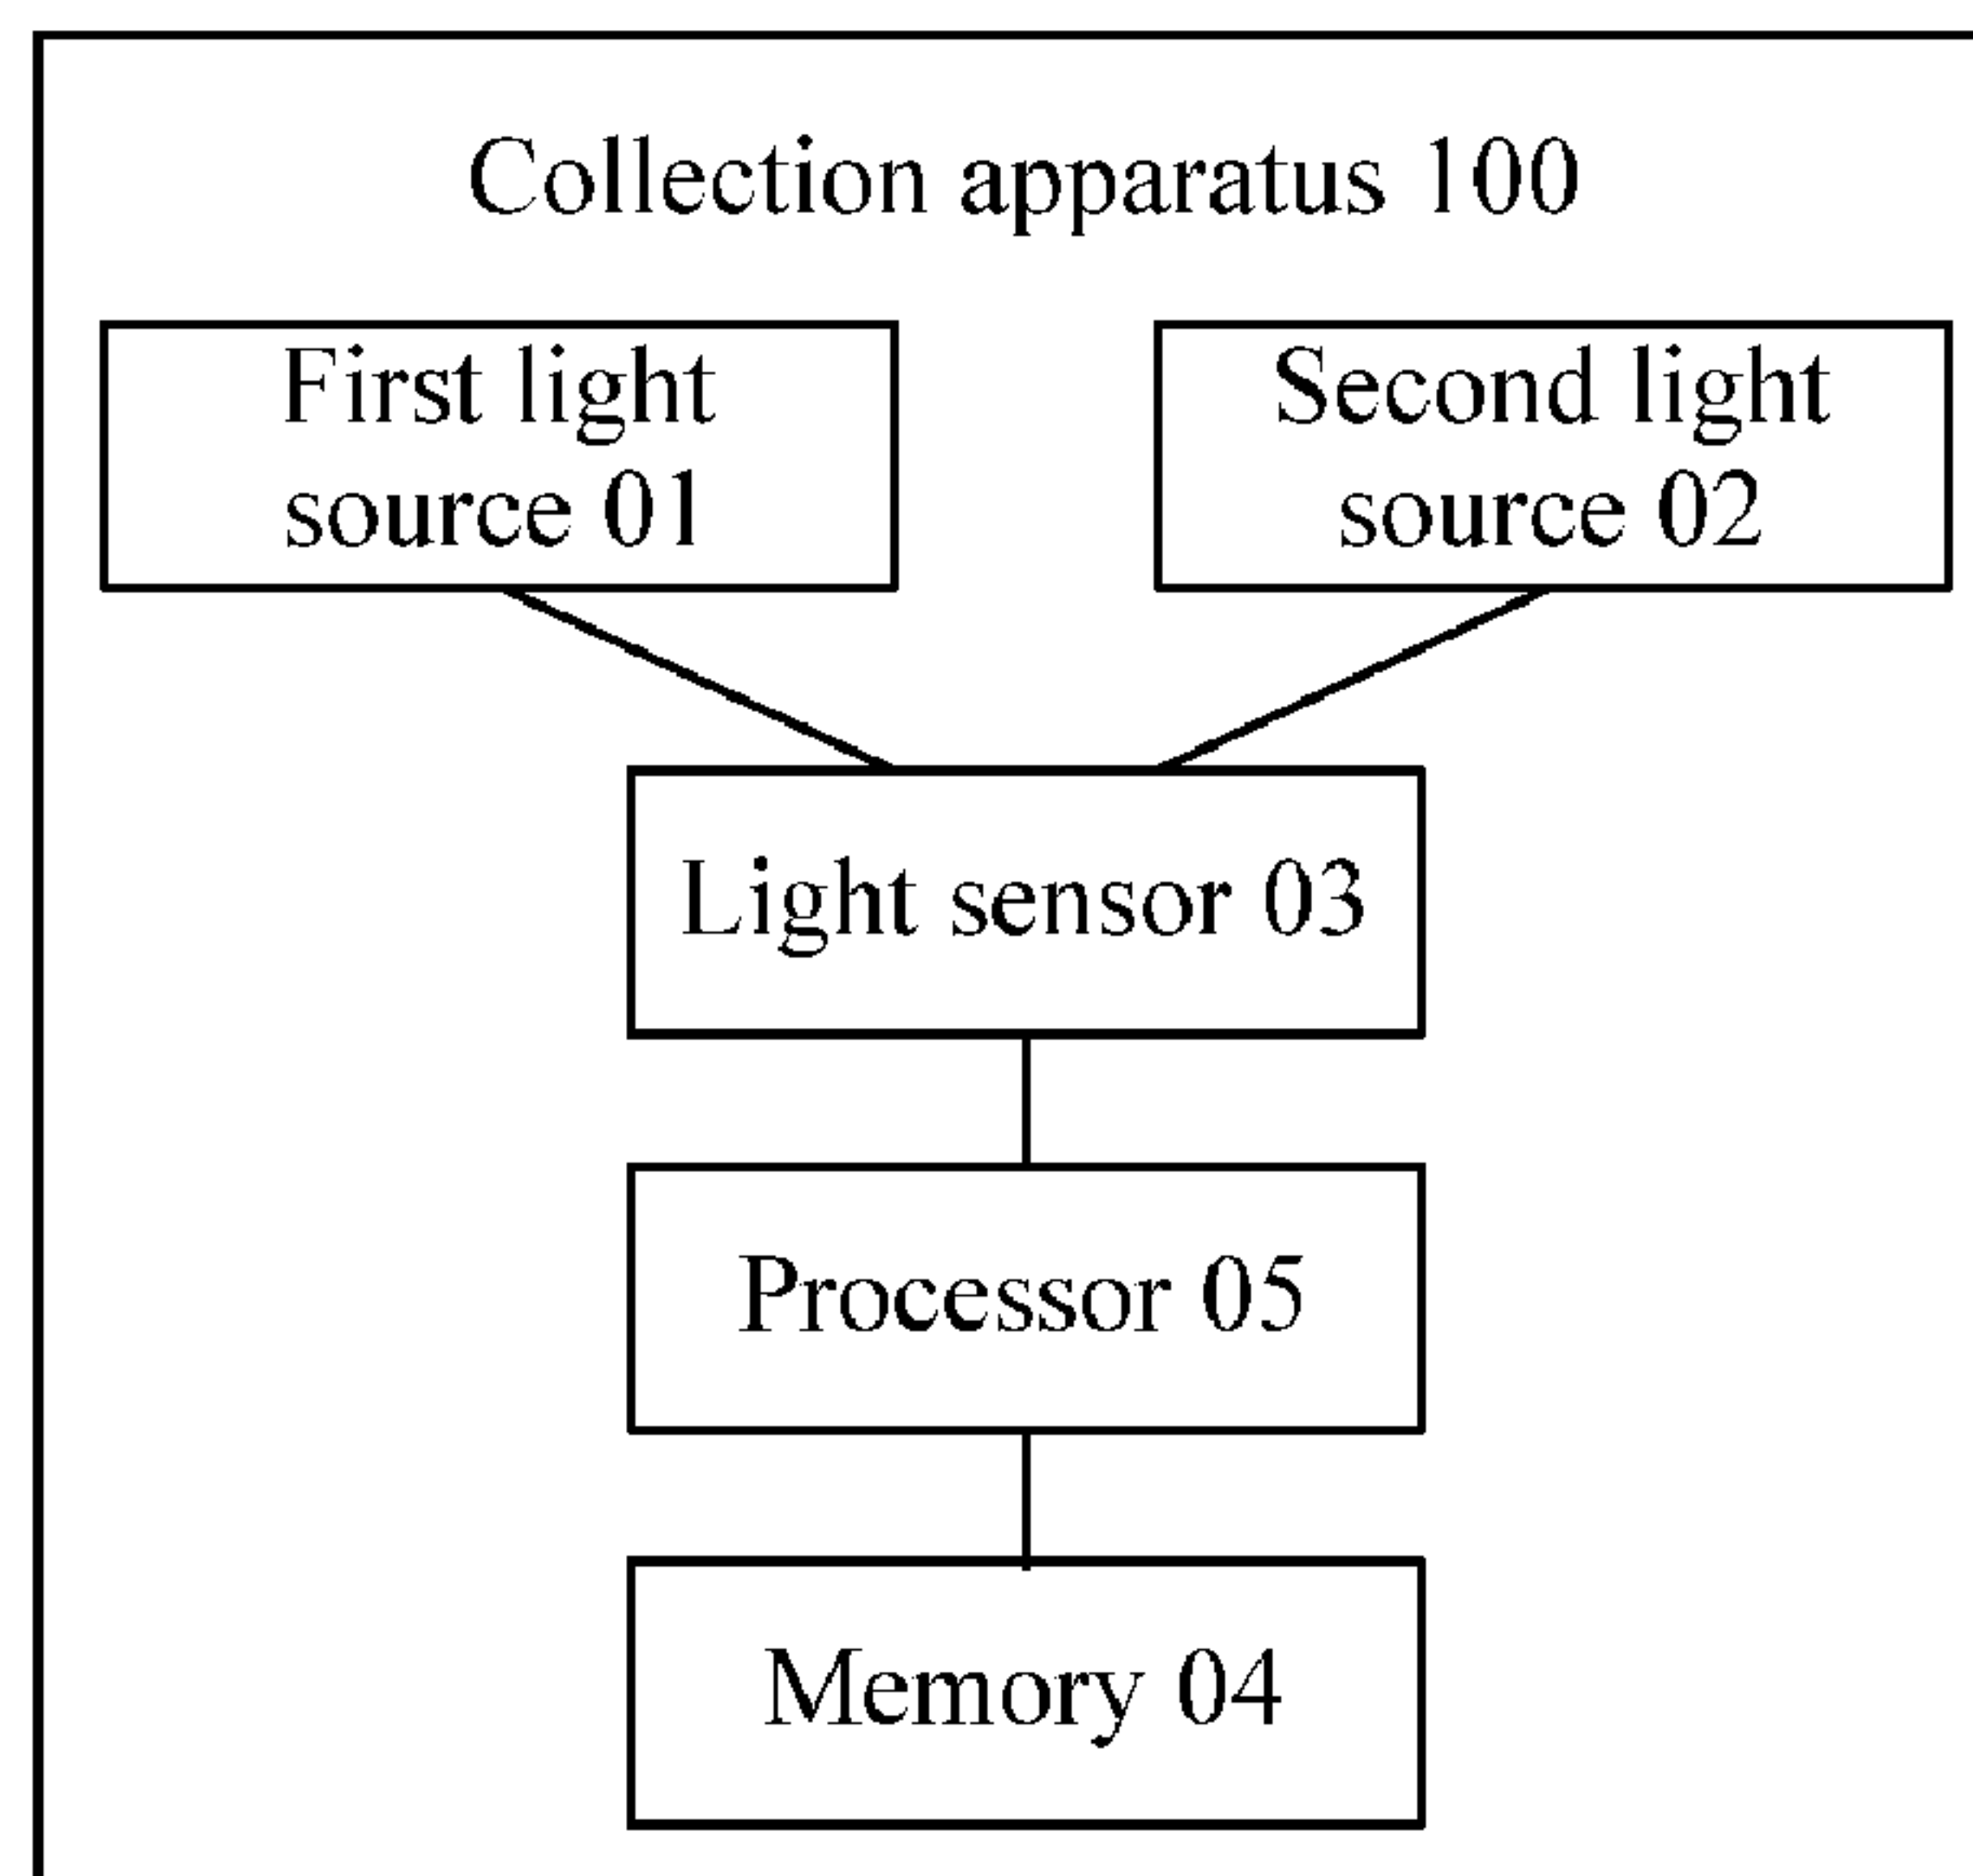 Collection apparatus 100
First light
source 01
Second light
source 02
Light sensor 03
Processor 05
Memory 04